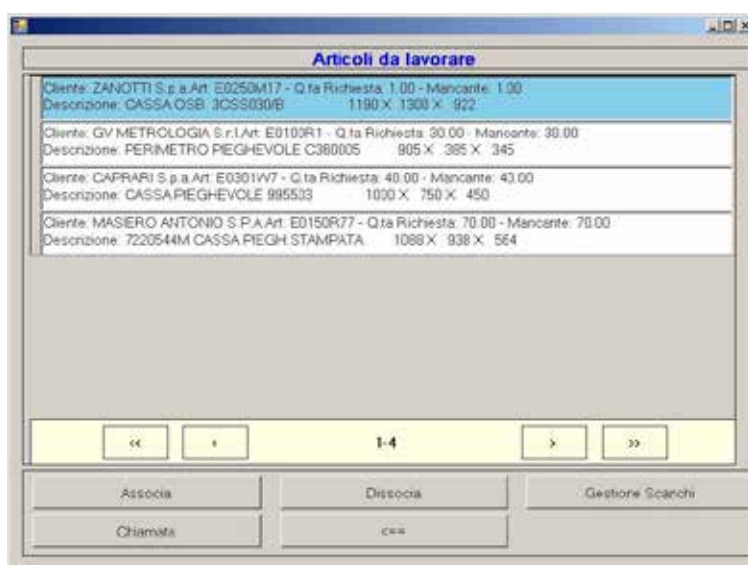 Articoli da lavorare
Cliente: ZANOTTI S.p.a.Art. E0250M17 - Q.ta Richiesta: 1.00 - Mancante: 1.00
Descrizione: CASSA OSB. 3CSS030/B 1190 X 1300 X 922
Cliente: GV METROLOGIA S.r.l.Art. E0100R1 - Q.ta Richiesta: 30.00 - Mancante: 30.00
Descrizione: PERIMETRO PIEGHEVOLE C360005 905 X 385 X 345
Cliente: CAPRARI S.p.a.Art. E0301VV7 - Q.ta Richiesta: 40.00 - Mancante: 40.00
Descrizione: CASSA PIEGHEVOLE 995533 1030 X 750 X 450
Cliente: MASIERO ANTONIO S.P.A.Art. E0150R77 - Q.ta Richiesta: 70.00 - Mancante: 70.00
Descrizione: 7220544M CASSA PIEGH.STAMPATA 1088 X 938 X 564
<< < 1-4 > >>
Associa Dissocia Gestione Scarichi
Chiamata <==